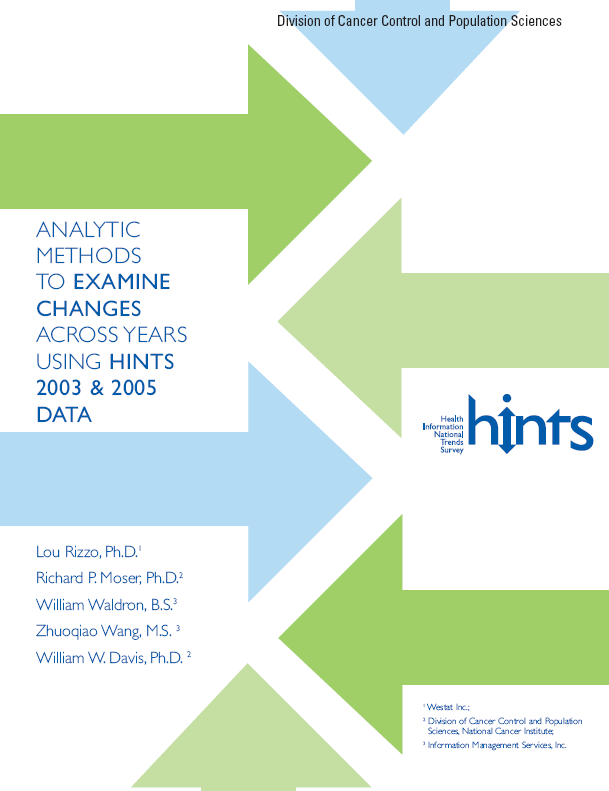 Division of Cancer Control and Population Sciences
ANALYTIC
METHODS
TO EXAMINE
CHANGES
ACROSS YEARS
USING HINTS
2003 & 2005
DATA
Health
Information
National
Trends
Survey
hints
Lou Rizzo, Ph.D.¹
Richard P. Moser, Ph.D.²
William Waldron, B.S.³
Zhuoqiao Wang, M.S. ³
William W. Davis, Ph.D. ²
¹ Westat Inc.;
² Division of Cancer Control and Population
Sciences, National Cancer Institute;
³ Information Management Services, Inc.